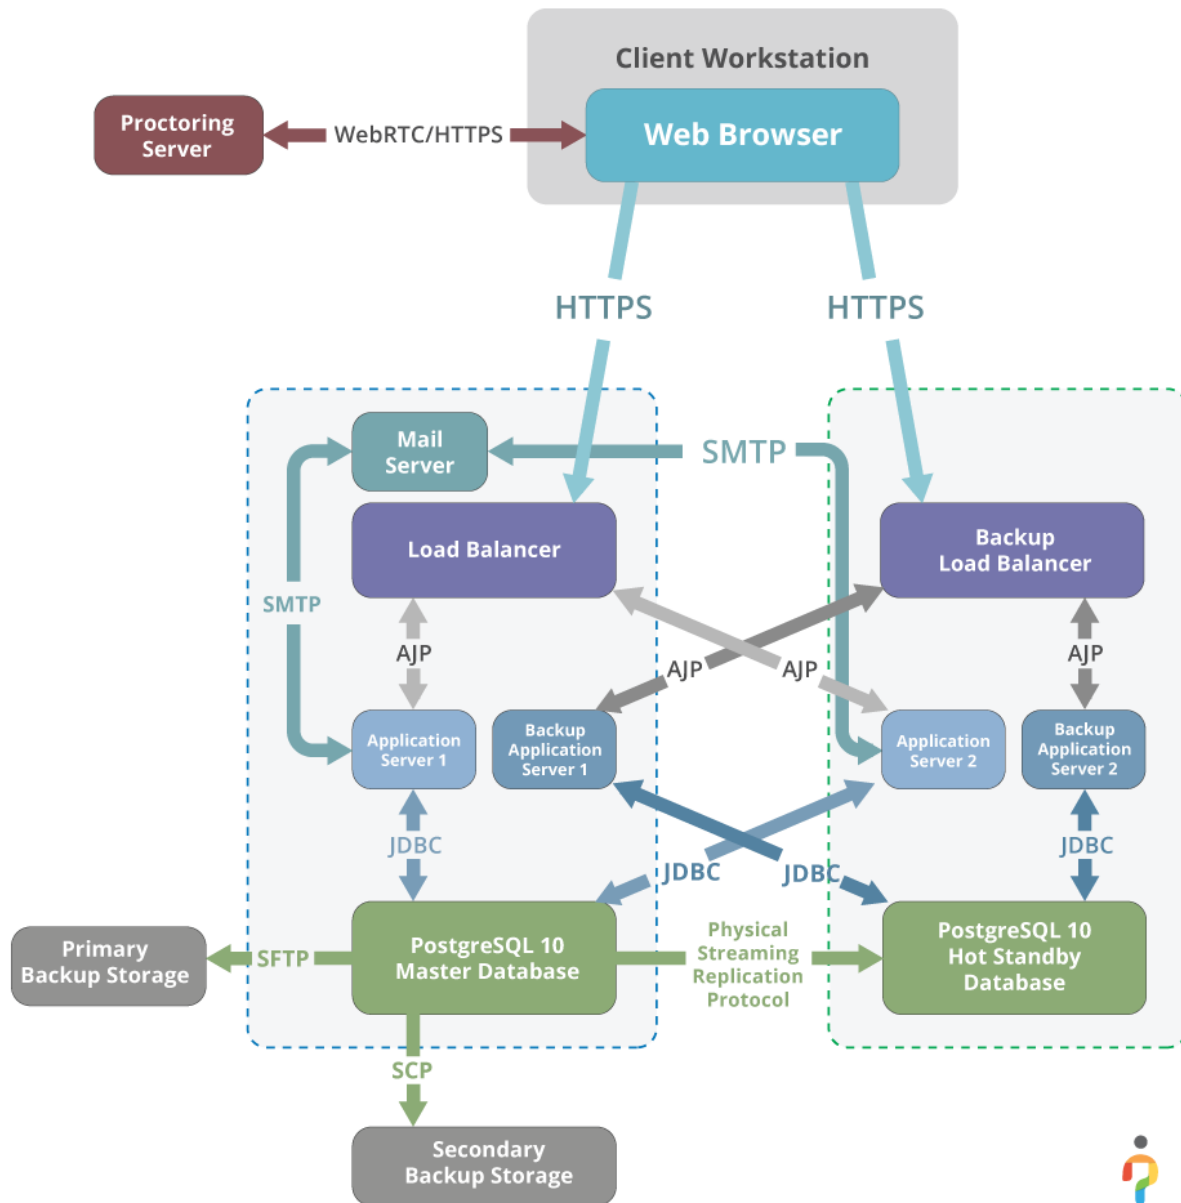 Client Workstation
Proctoring
Server
WebRTC/HTTPS
Web Browser
HTTPS
HTTPS
Mail
Server
SMTP
Load Balancer
Backup
Load Balancer
SMTP
AJP
AJP
AJP
AJP
Application
Server 1
Backup
Application
Server 1
Application
Server 2
Backup
Application
Server 2
JDBC
JDBC
JDBC
JDBC
Primary
Backup Storage
SFTP
PostgreSQL 10
Master Database
Physical
Streaming
Replication
Protocol
PostgreSQL 10
Hot Standby
Database
SCP
Secondary
Backup Storage